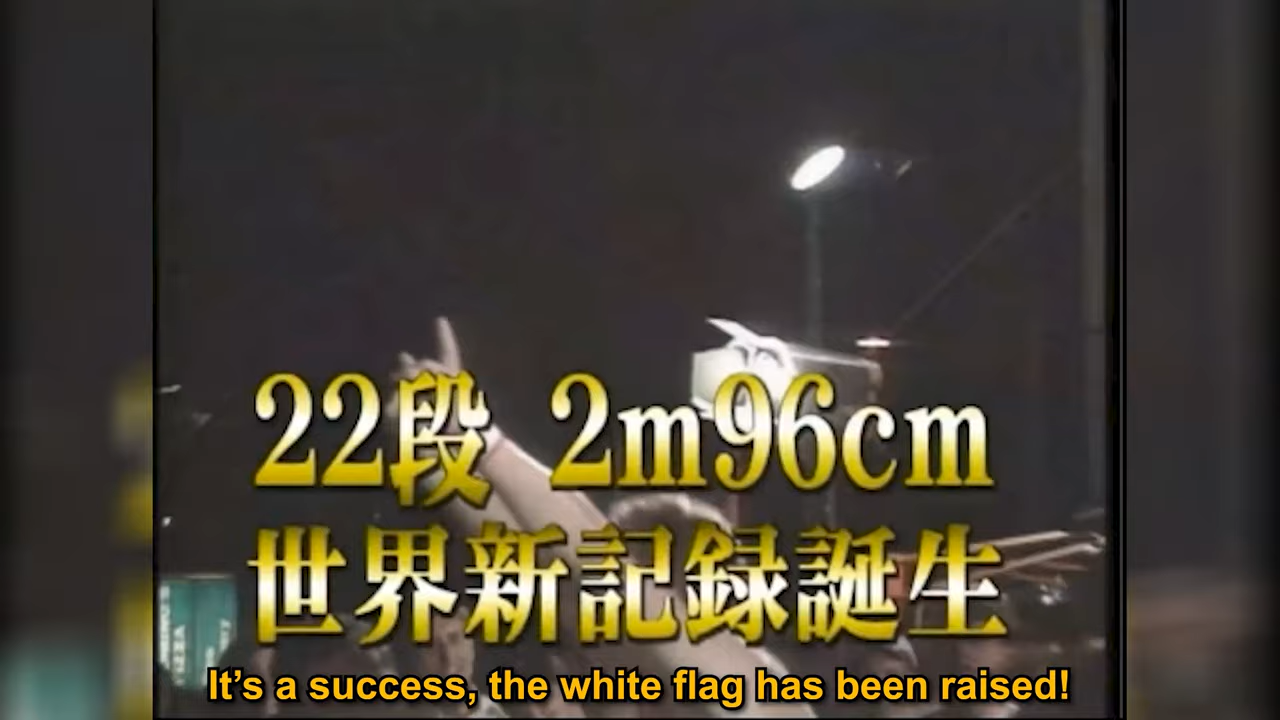 22段 2m96cm
世界新記録誕生
It's a success, the white flag has been raised!